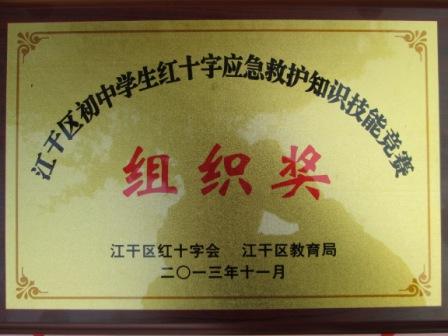 江干区初中学生红十字应急救护知识技能竞赛
组织奖
江干区红十字会 江干区教育局
二〇一三年十一月